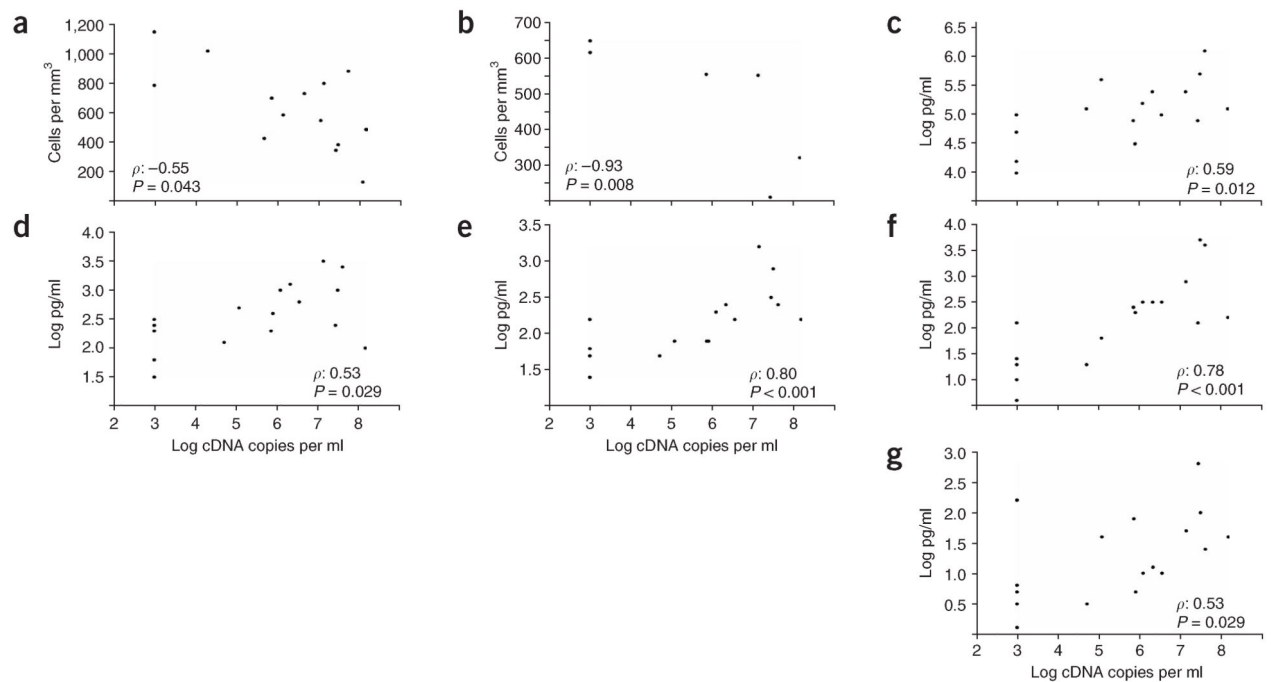 a
1,200
1,000
800
600
400
200
Cells per mm³
ρ: –0.55
P = 0.043
b
700
600
500
400
300
Cells per mm³
ρ: –0.93
P = 0.008
c
6.5
6.0
5.5
5.0
4.5
4.0
Log pg/ml
ρ: 0.59
P = 0.012
d
4.0
3.5
3.0
2.5
2.0
1.5
Log pg/ml
ρ: 0.53
P = 0.029
2 3 4 5 6 7 8
Log cDNA copies per ml
e
3.5
3.0
2.5
2.0
1.5
Log pg/ml
ρ: 0.80
P < 0.001
2 3 4 5 6 7 8
Log cDNA copies per ml
f
4.0
3.5
3.0
2.5
2.0
1.5
1.0
Log pg/ml
ρ: 0.78
P < 0.001
g
3.0
2.5
2.0
1.5
1.0
0.5
Log pg/ml
ρ: 0.53
P = 0.029
2 3 4 5 6 7 8
Log cDNA copies per ml